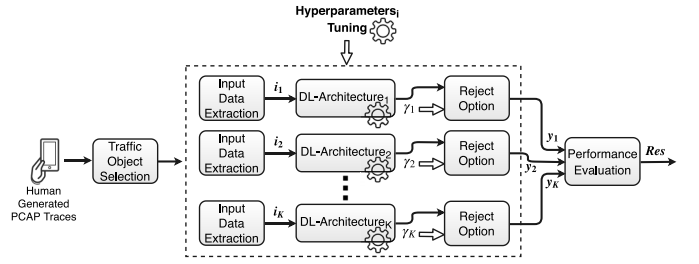 Hyperparameters_i
Tuning
Input
Data
Extraction
i_1
DL-Architecture_1
γ_1
Reject
Option
Input
Data
Extraction
i_2
DL-Architecture_2
γ_2
Reject
Option
Input
Data
Extraction
i_K
DL-Architecture_K
γ_K
Reject
Option
Human
Generated
PCAP Traces
Traffic
Object
Selection
y_1
y_2
y_K
Performance
Evaluation
Res